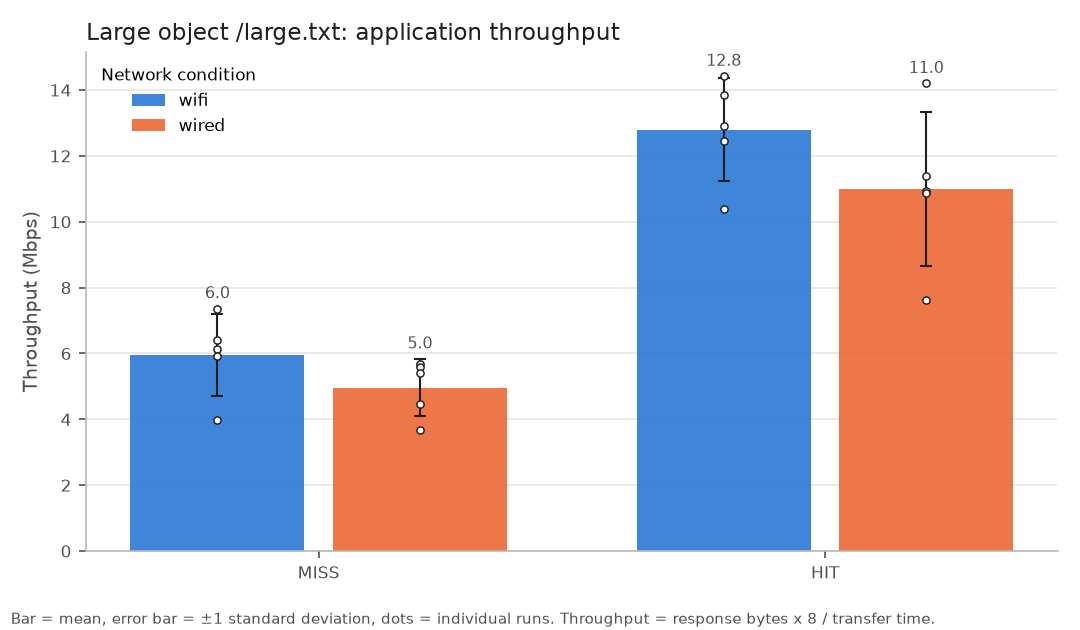 Large object /large.txt: application throughput
Network condition
wifi
wired
Throughput (Mbps)
14
12
10
8
6
4
2
0
6.0
5.0
12.8
11.0
MISS
HIT
Bar = mean, error bar = ±1 standard deviation, dots = individual runs. Throughput = response bytes x 8 / transfer time.